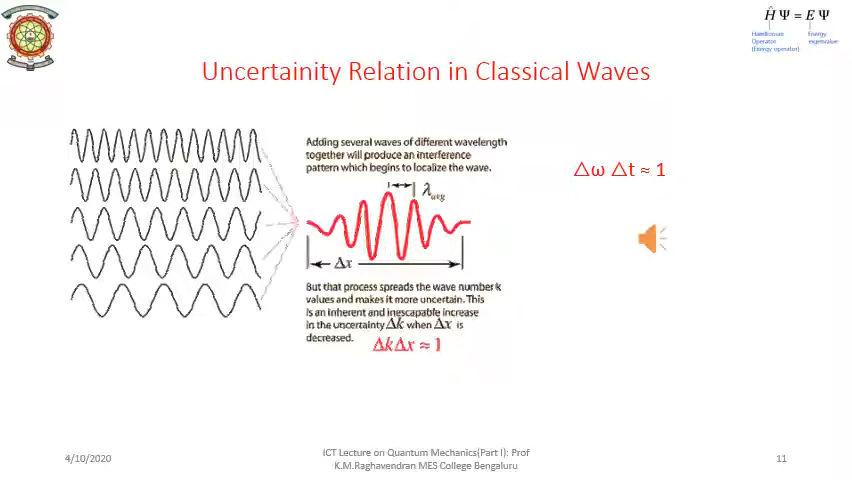 Ĥ Ψ = E Ψ
Hamiltonian Energy
Operator eigenvalue
(Energy operator)
Uncertainity Relation in Classical Waves
Adding several waves of different wavelength
together will produce an interference
pattern which begins to localize the wave.
λavg
△ω △t ≈ 1
Δx
But that process spreads the wave number k
values and makes it more uncertain. This
is an inherent and inescapable increase
in the uncertainty Δk when Δx is
decreased.
ΔkΔx ≈ 1
4/10/2020
ICT Lecture on Quantum Mechanics(Part I): Prof
K.M.Raghavendran MES College Bengaluru
11